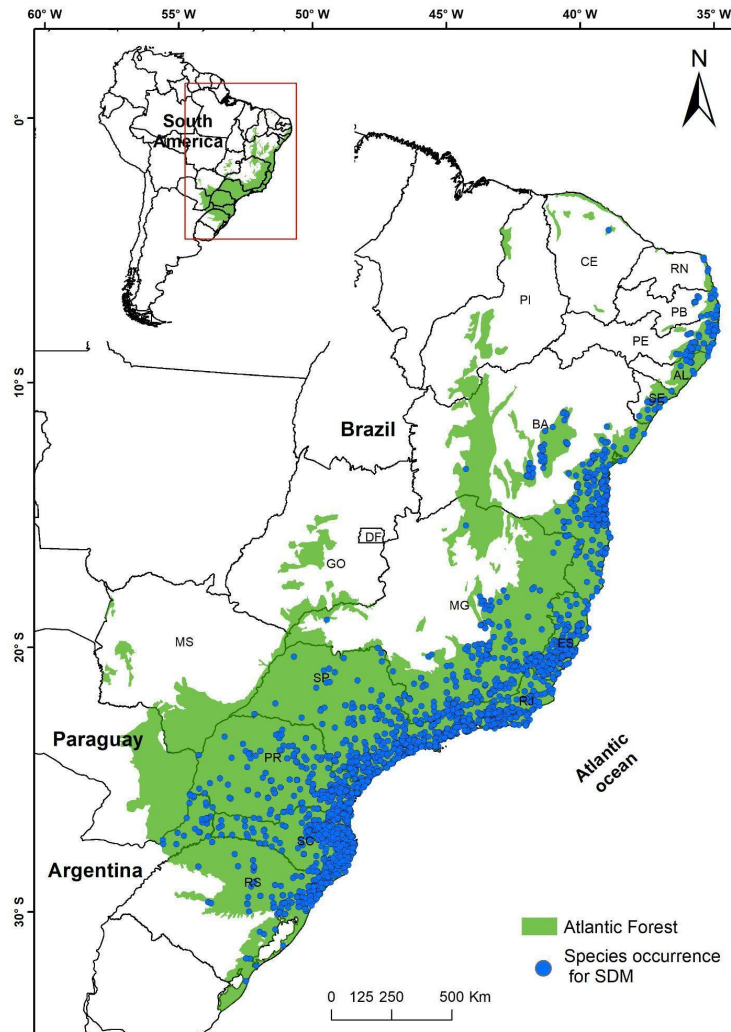 60° W
55°W
50°W
45°W
40°W
35°W
N
0°
South
America
CE
RN
PI
PB
PE
AL
10°S
SE
BA
Brazil
DF
GO
MG
MS
20°S
ES
SP
RJ
Paraguay
PR
Atlantic
ocean
SC
Argentina
RS
30°S
Atlantic Forest
Species occurrence
for SDM
0 125 250 500 Km